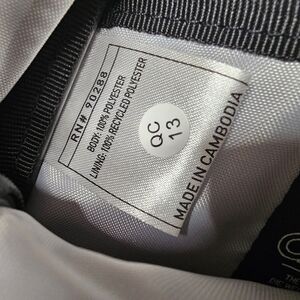 RN# 90288
BODY: 100% POLYESTER
LINING: 100% RECYCLED POLYESTER
QC
13
MADE IN CAMBODIA